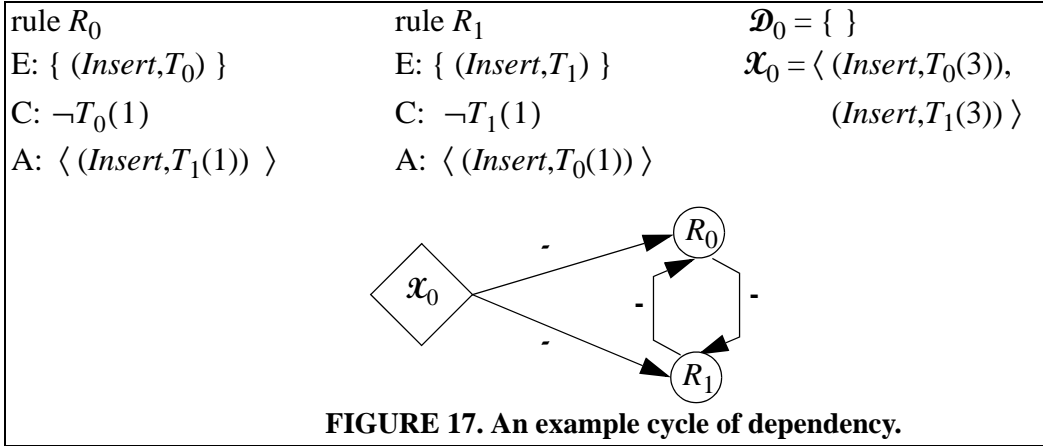 rule R₀ rule R₁ 𝓓₀ = { }
E: { (Insert,T₀) } E: { (Insert,T₁) } 𝓧₀ = ⟨ (Insert,T₀(3)),
C: ¬T₀(1) C: ¬T₁(1) (Insert,T₁(3)) ⟩
A: ⟨ (Insert,T₁(1)) ⟩ A: ⟨ (Insert,T₀(1)) ⟩
R₀
-
𝓧₀
- -
-
R₁
FIGURE 17. An example cycle of dependency.